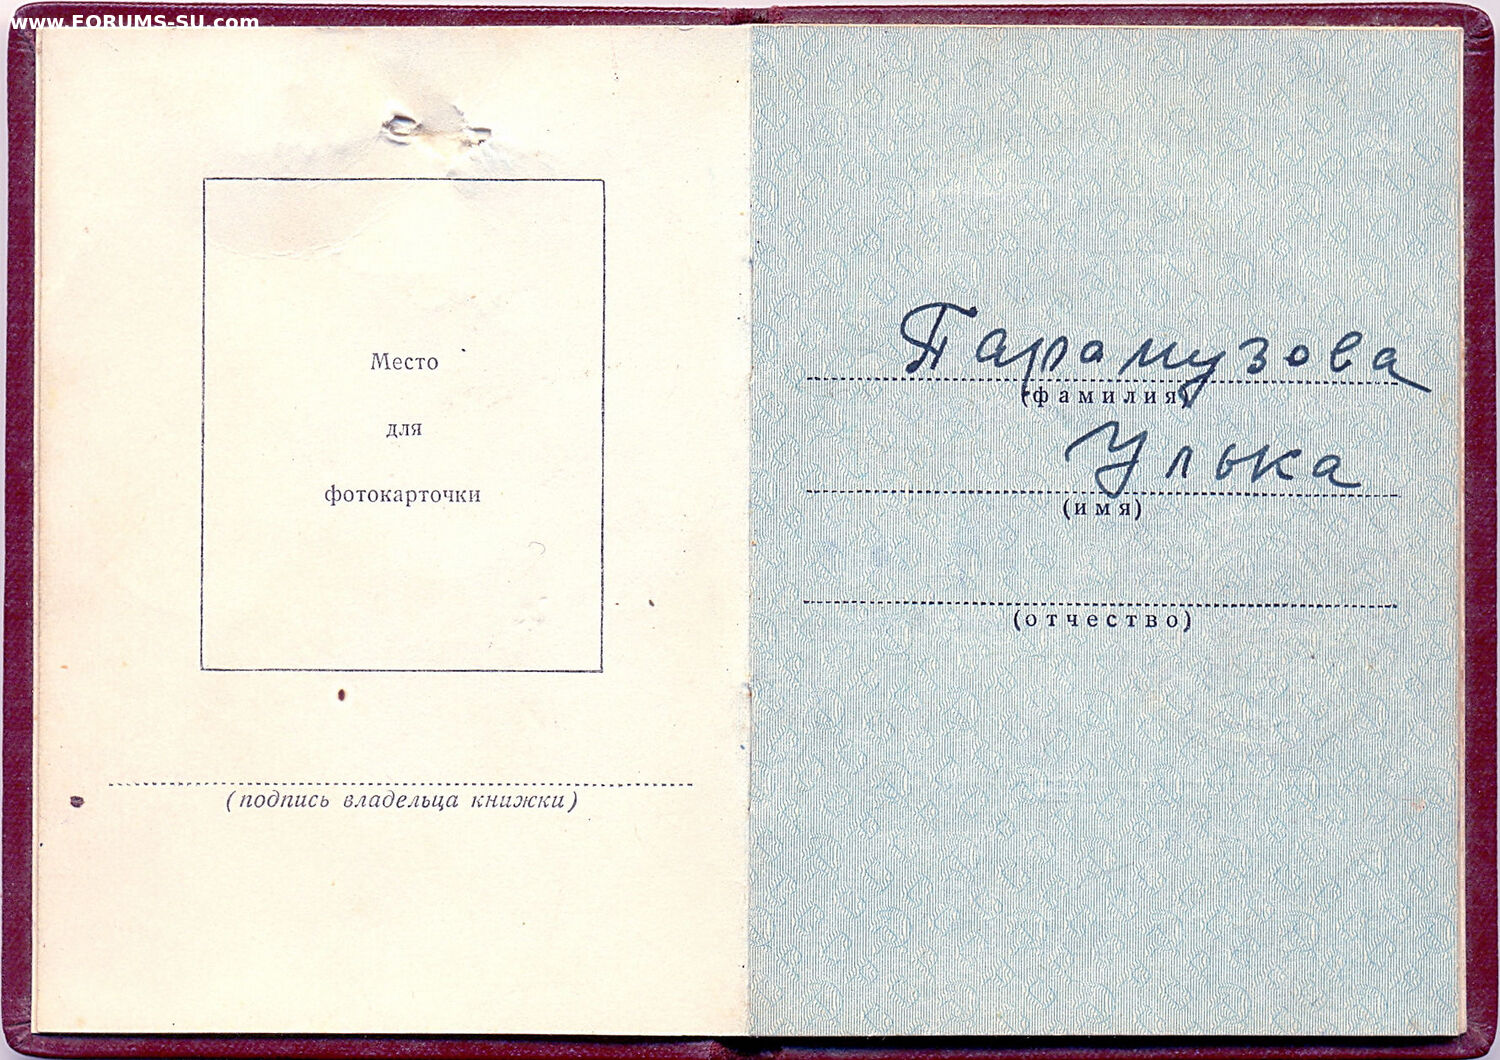 www.FORUMS-SU.com
Место
для
фотокарточки
(подпись владельца книжки)
Парамузова
(фамилия)
Улька
(имя)
(отчество)